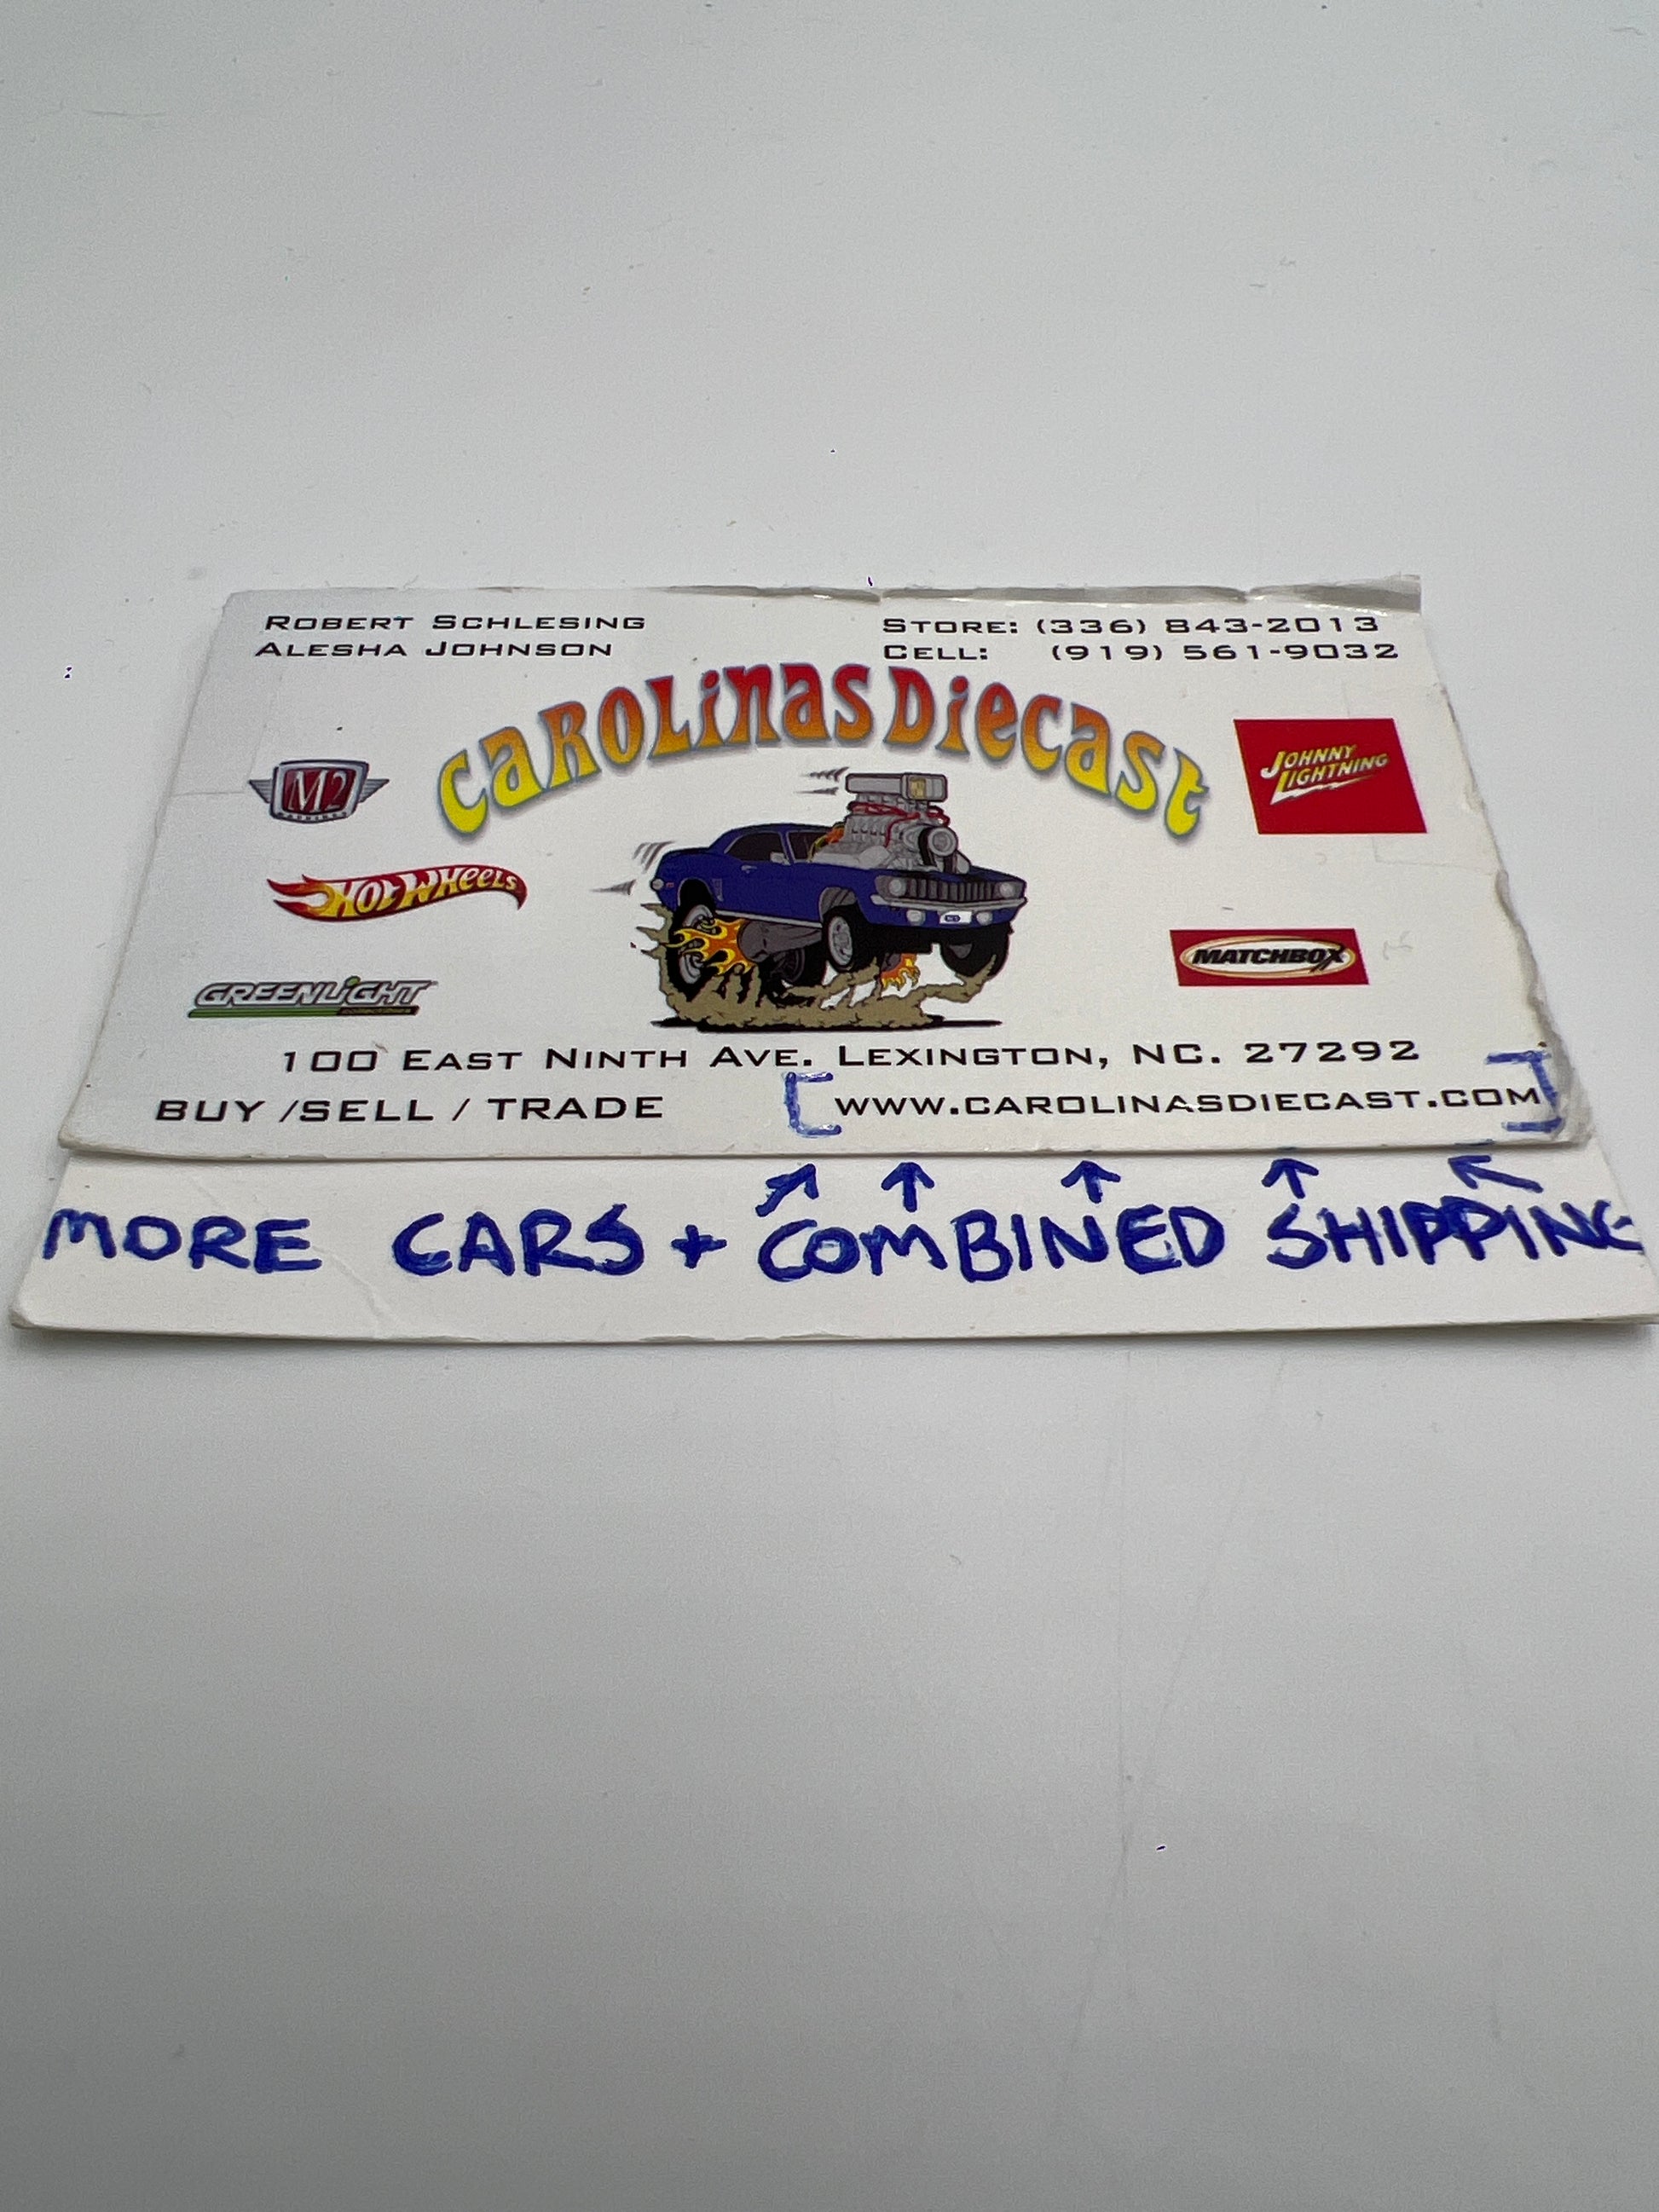 ROBERT SCHLESING
ALESHA JOHNSON
STORE: (336) 843-2013
CELL: (919) 561-9032
CAROLINAS DIECAST
M2
MACHINES
JOHNNY
LIGHTNING
HOT WHEELS
MATCHBOX
GREENLIGHT
100 EAST NINTH AVE. LEXINGTON, NC. 27292
BUY /SELL / TRADE [WWW.CAROLINASDIECAST.COM]
MORE CARS + COMBINED SHIPPING